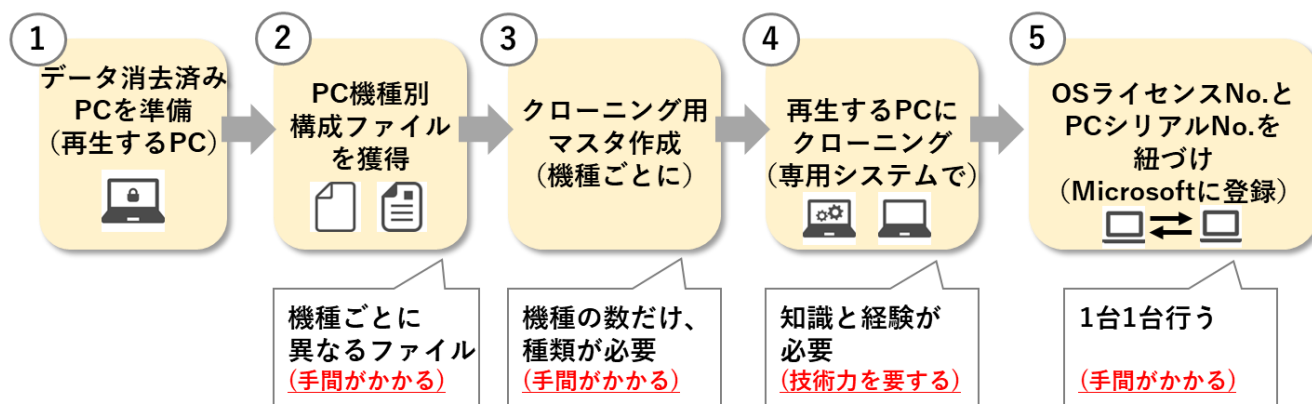 1
データ消去済み
PCを準備
（再生するPC）
2
PC機種別
構成ファイル
を獲得
3
クローニング用
マスタ作成
（機種ごとに）
4
再生するPCに
クローニング
（専用システムで）
5
OSライセンスNo.と
PCシリアルNo.を
紐づけ
（Microsoftに登録）
機種ごとに
異なるファイル
(手間がかかる)
機種の数だけ、
種類が必要
(手間がかかる)
知識と経験が
必要
(技術力を要する)
1台1台行う
(手間がかかる)